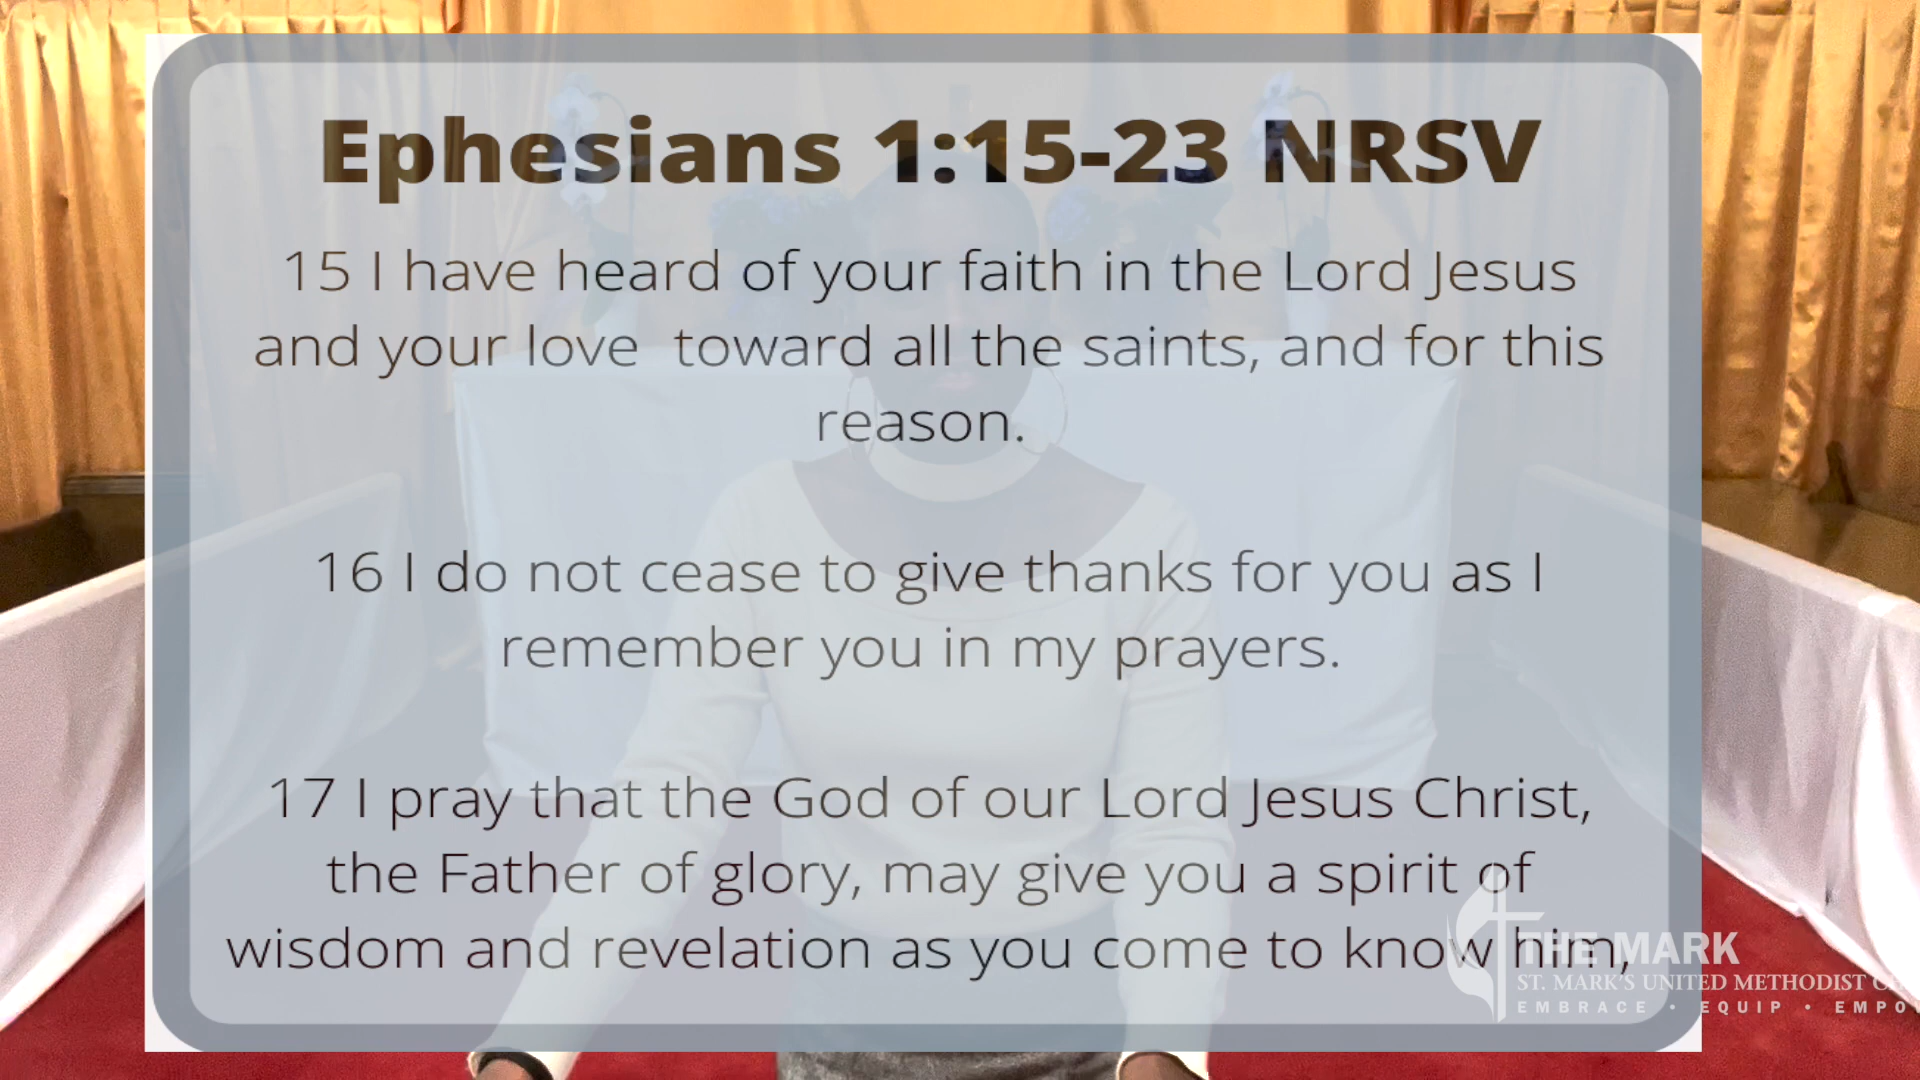 Ephesians 1:15-23 NRSV
15 I have heard of your faith in the Lord Jesus
and your love toward all the saints, and for this
reason.
16 I do not cease to give thanks for you as I
remember you in my prayers.
17 I pray that the God of our Lord Jesus Christ,
the Father of glory, may give you a spirit of
wisdom and revelation as you come to know him,
THE MARK
ST. MARK'S UNITED METHODIST
EMBRACE • EQUIP •